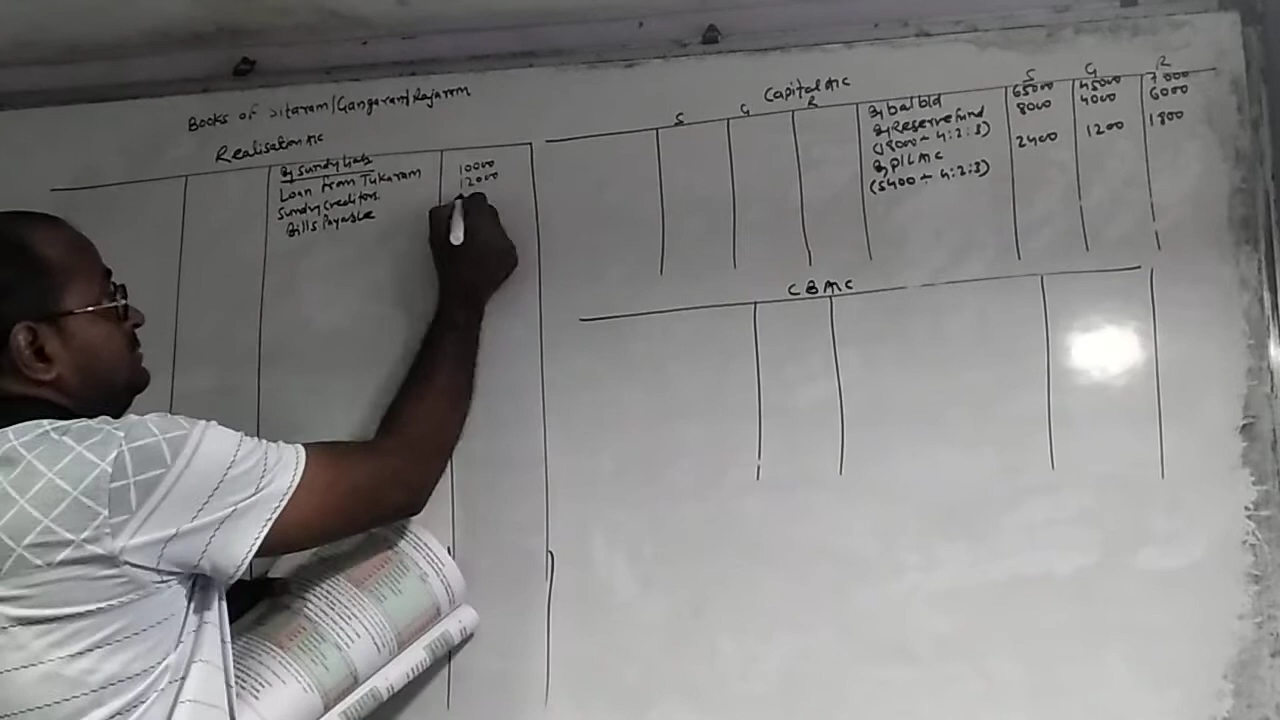 Books of Sitaram/Gangaram/Rajaram
Realisation A/c
By Sundry Liab
Loan from Tukaram 10000
Sundry Creditors 12000
Bills Payable
Capital A/c
S G R S G R
By bal b/d 65000 45000 7000
By Reserve fund 8000 4000 6000
(18000 ÷ 4:2:3)
By P/L A/c 2400 1200 1800
(5400 ÷ 4:2:3)
C B A/c